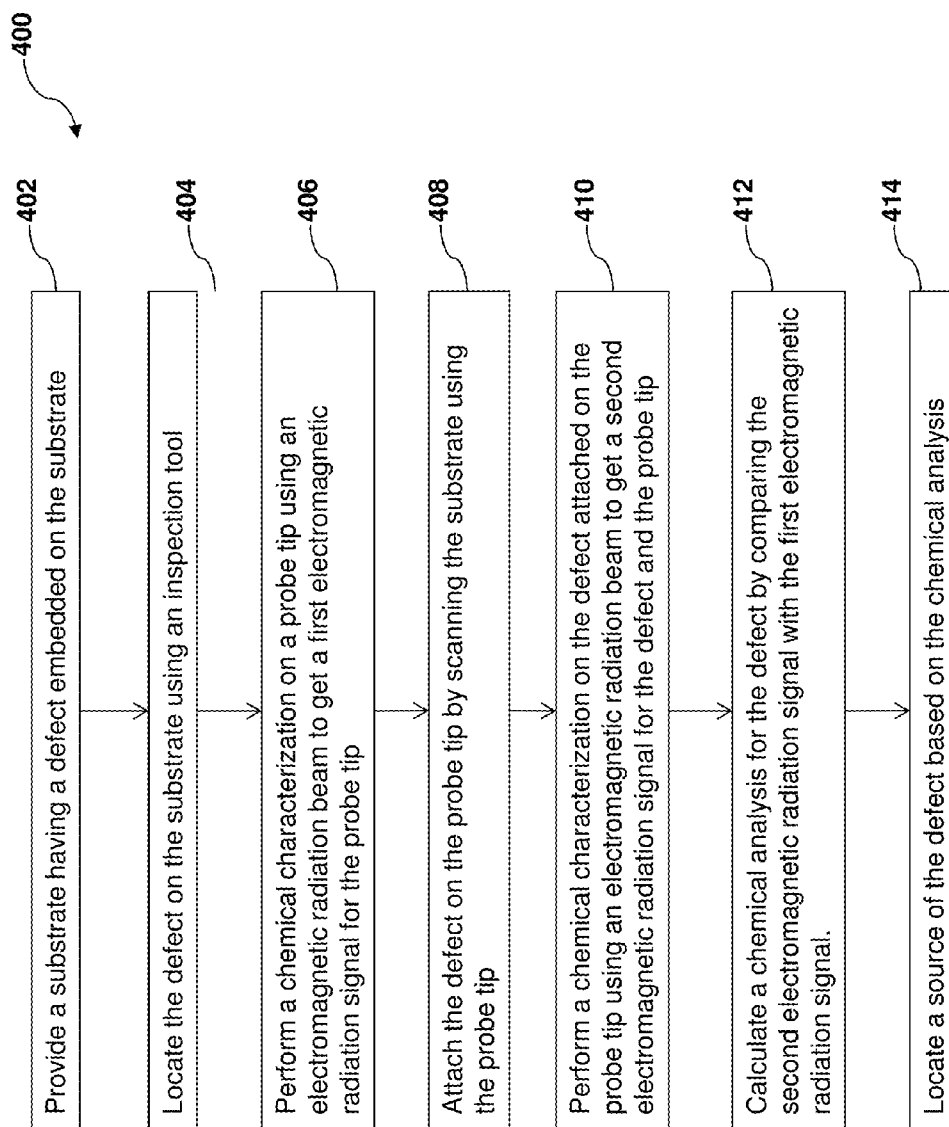 400
402
Provide a substrate having a defect embedded on the substrate
404
Locate the defect on the substrate using an inspection tool
406
Perform a chemical characterization on a probe tip using an
electromagnetic radiation beam to get a first electromagnetic
radiation signal for the probe tip
408
Attach the defect on the probe tip by scanning the substrate using
the probe tip
410
Perform a chemical characterization on the defect attached on the
probe tip using an electromagnetic radiation beam to get a second
electromagnetic radiation signal for the defect and the probe tip
412
Calculate a chemical analysis for the defect by comparing the
second electromagnetic radiation signal with the first electromagnetic
radiation signal.
414
Locate a source of the defect based on the chemical analysis